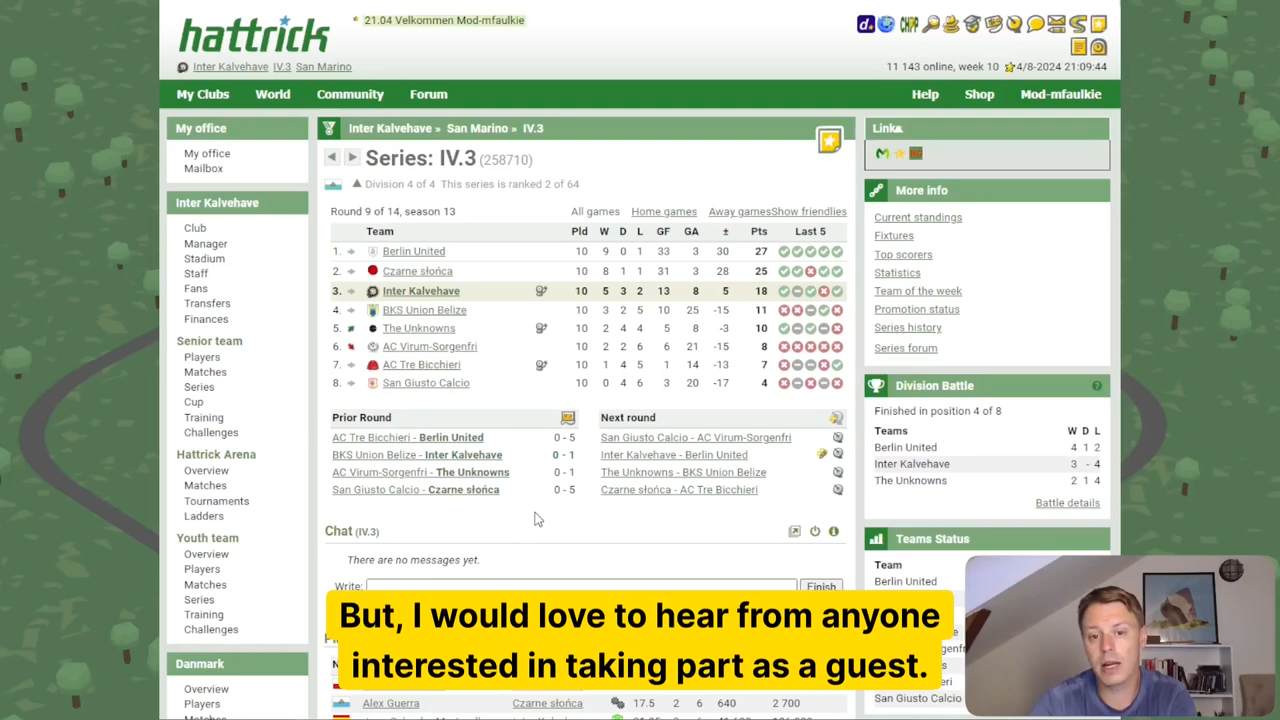 hattrick
21.04 Velkommen Mod-mfaulkie
CHPP
Inter Kalvehave IV.3 San Marino
11 143 online, week 10 4/8-2024 21:09:44
My Clubs World Community Forum Help Shop Mod-mfaulkie
My office
My office
Mailbox
Inter Kalvehave
Club
Manager
Stadium
Staff
Fans
Transfers
Finances
Senior team
Players
Matches
Series
Cup
Training
Challenges
Hattrick Arena
Overview
Matches
Tournaments
Ladders
Youth team
Overview
Players
Matches
Series
Training
Challenges
Danmark
Overview
Players
Inter Kalvehave » San Marino » IV.3
Series: IV.3 (258710)
Division 4 of 4 This series is ranked 2 of 64
Round 9 of 14, season 13 All games Home games Away games Show friendlies
Team Pld W D L GF GA ± Pts Last 5
1. Berlin United 10 9 0 1 33 3 30 27
2. Czarne słońca 10 8 1 1 31 3 28 25
3. Inter Kalvehave 10 5 3 2 13 8 5 18
4. BKS Union Belize 10 3 2 5 10 25 -15 11
5. The Unknowns 10 2 4 4 5 8 -3 10
6. AC Virum-Sorgenfri 10 2 2 6 6 21 -15 8
7. AC Tre Bicchieri 10 1 4 5 1 14 -13 7
8. San Giusto Calcio 10 0 4 6 3 20 -17 4
Prior Round Next round
AC Tre Bicchieri - Berlin United 0 - 5 San Giusto Calcio - AC Virum-Sorgenfri
BKS Union Belize - Inter Kalvehave 0 - 1 Inter Kalvehave - Berlin United
AC Virum-Sorgenfri - The Unknowns 0 - 1 The Unknowns - BKS Union Belize
San Giusto Calcio - Czarne słońca 0 - 5 Czarne słońca - AC Tre Bicchieri
Chat (IV.3)
There are no messages yet.
Write: Finish
But, I would love to hear from anyone
interested in taking part as a guest.
Alex Guerra Czarne słońca 17.5 2 6 640 2 700
Links
More info
Current standings
Fixtures
Top scorers
Statistics
Team of the week
Promotion status
Series history
Series forum
Division Battle
Finished in position 4 of 8
Teams W D L
Berlin United 4 1 2
Inter Kalvehave 3 - 4
The Unknowns 2 1 4
Battle details
Teams Status
Team
Berlin United
San Giusto Calcio